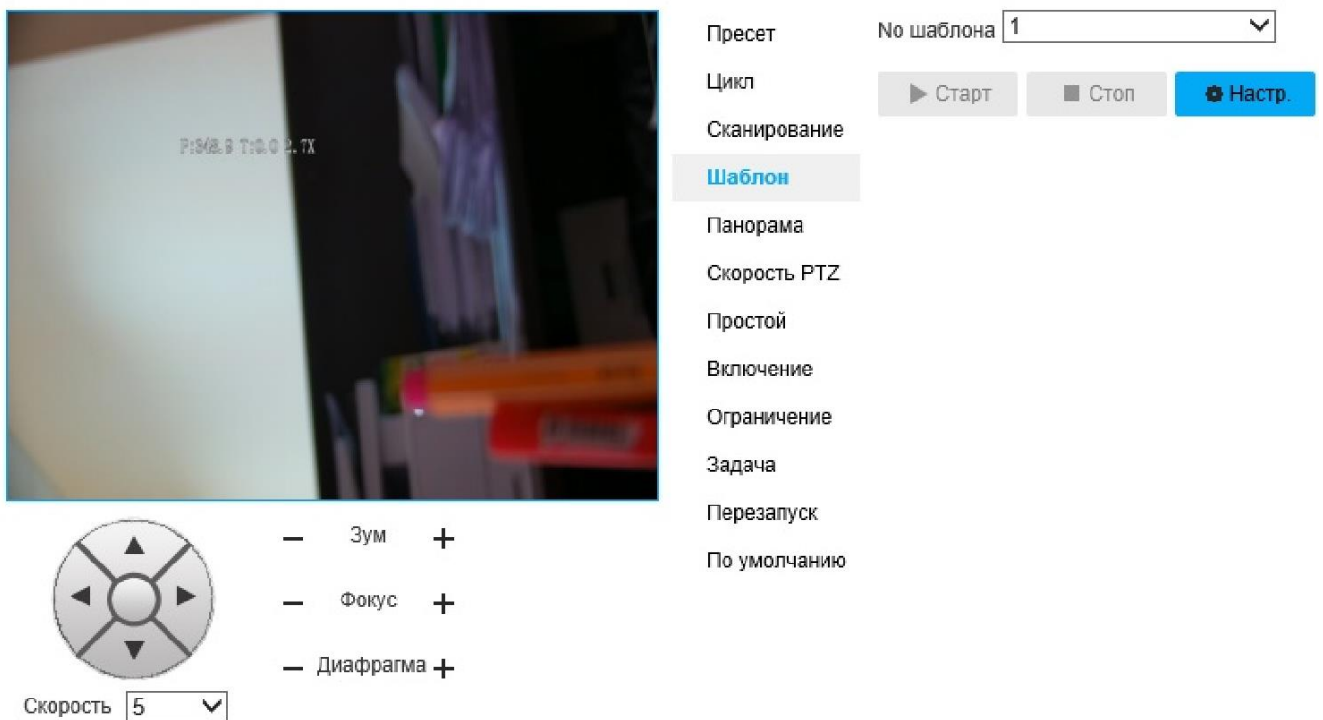 Пресет
No шаблона 1
Цикл
Старт
Стоп
Настр.
Сканирование
Шаблон
Панорама
Скорость PTZ
Простой
Включение
Ограничение
Задача
Перезапуск
По умолчанию
Зум
Фокус
Диафрагма
Скорость 5